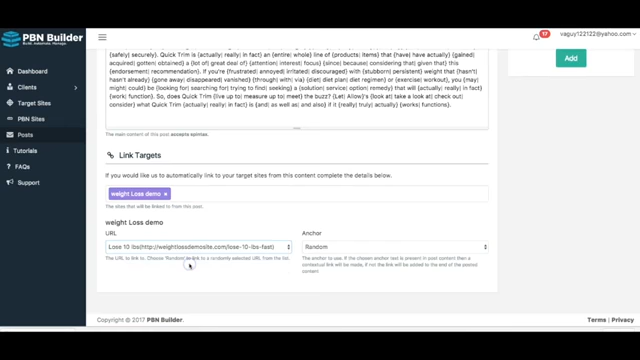 PBN Builder
Build, Automate, Manage.
17
vaguy122122@yahoo.com
Dashboard
Clients
Target Sites
PBN Sites
Posts
Tutorials
FAQs
Support
{safely| securely}. Quick Trim is {actually| really| in fact} an {entire| whole} line of {products| items} that {have| have actually} {gained|
acquired| gotten| obtained} a {lot of| great deal of} {attention| focus| interest} {since| because| considering that| given that} this
{endorsement| recommendation}. If you're {frustrated| annoyed| irritated| discouraged} with {stubborn| persistent} weight that {hasn't|
hasn't already} {gone away| disappeared| vanished} {through| with| via} {diet| diet plan| diet regimen} or {exercise| workout}, {you| may|
might} {could| be| might be} {looking for| searching for| trying to find| seeking} a {solution| service| option| remedy} that {will| actually| really| in fact}
{work| function}. So, does Quick Trim {live up to| measure up to| meet} the buzz? {Let| Allow}'s {look at| take a look at| check out|
consider} what Quick Trim {actually| really| in fact} is {and| as well as| and also} if it {really| truly| actually} {works| functions}.
The main content of this post accepts spintax.
Add
Link Targets
If you would like us to automatically link to your target sites from this content complete the details below.
weight Loss demo ×
The sites that will be linked to from this post.
weight Loss demo
URL
Anchor
Lose 10 lbs(http://weightlossdemosite.com/lose-10-lbs-fast)
Random
The URL to link to. Choose 'Random' to link to a randomly selected URL from the list.
The anchor to use. If the chosen anchor text is present in post content then a
contextual link will be made, if not the link will be added to the end of the posted
content
Copyright © 2017 PBN Builder.
Terms | Privacy